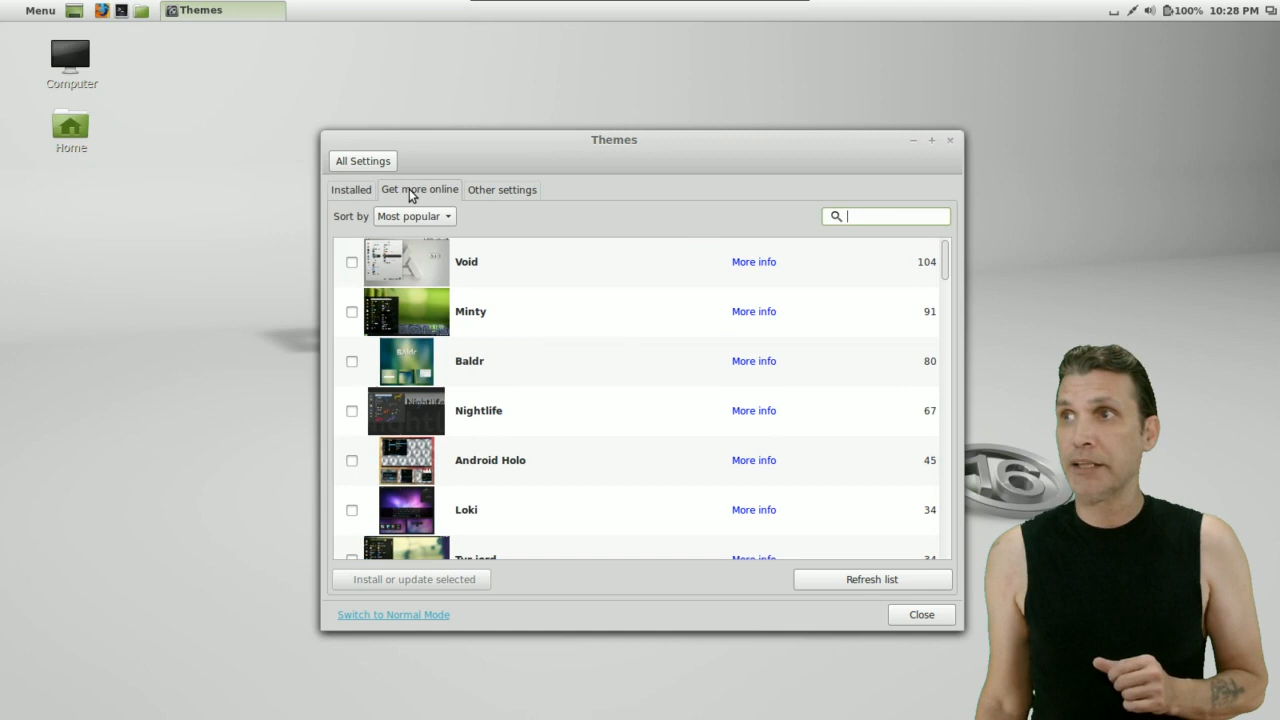 Menu Themes 100% 10:28 PM
Computer
Home
Themes
All Settings
Installed Get more online Other settings
Sort by Most popular
Void More info 104
Minty More info 91
Baldr More info 80
Nightlife More info 67
Android Holo More info 45
Loki More info 34
Install or update selected Refresh list
Switch to Normal Mode Close
16